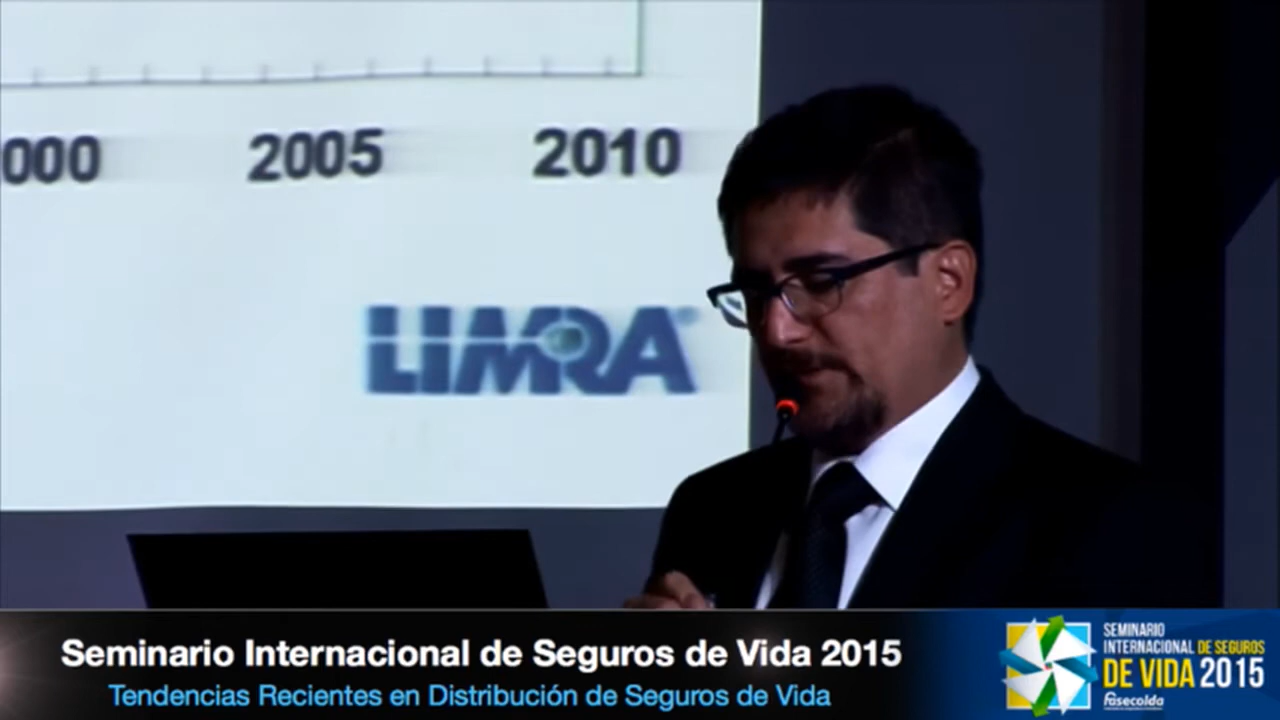 000 2005 2010
LIMRA
Seminario Internacional de Seguros de Vida 2015
Tendencias Recientes en Distribución de Seguros de Vida
SEMINARIO
INTERNACIONAL DE SEGUROS
DE VIDA 2015
fasecolda